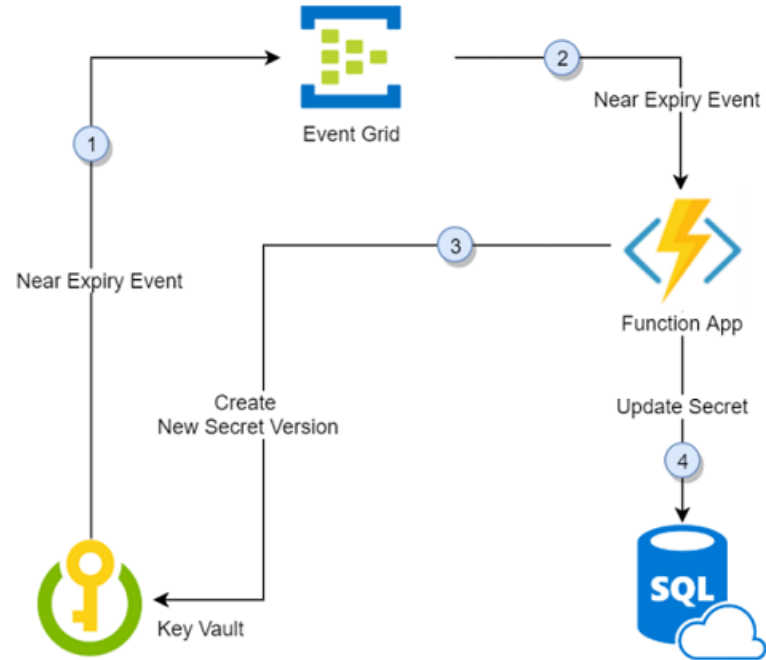 Event Grid
1
2
Near Expiry Event
3
Near Expiry Event
Function App
Create
New Secret Version
Update Secret
4
SQL
Key Vault